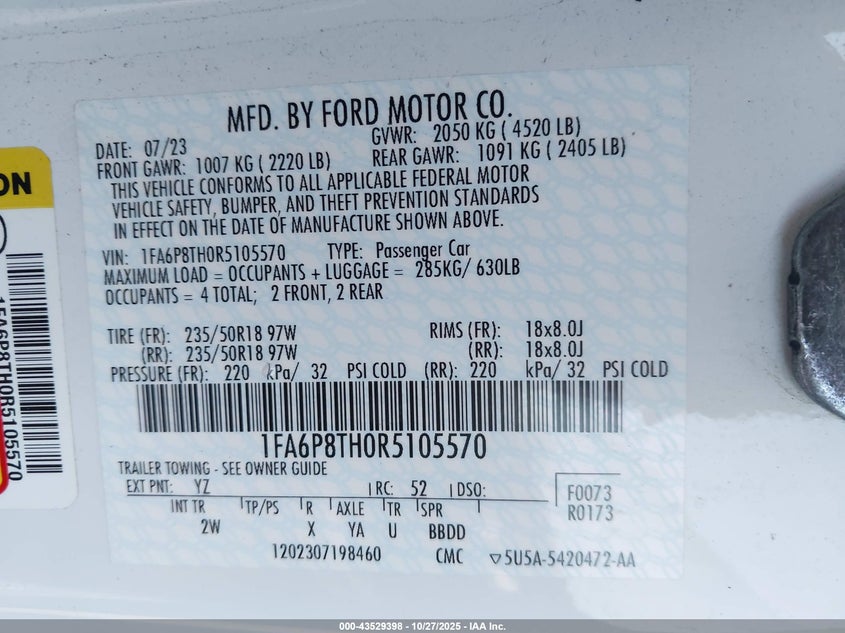 MFD. BY FORD MOTOR CO.
DATE: 07/23
GVWR: 2050 KG ( 4520 LB)
FRONT GAWR: 1007 KG ( 2220 LB)
REAR GAWR: 1091 KG ( 2405 LB)
THIS VEHICLE CONFORMS TO ALL APPLICABLE FEDERAL MOTOR
VEHICLE SAFETY, BUMPER, AND THEFT PREVENTION STANDARDS
IN EFFECT ON THE DATE OF MANUFACTURE SHOWN ABOVE.
VIN: 1FA6P8TH0R5105570 TYPE: Passenger Car
MAXIMUM LOAD = OCCUPANTS + LUGGAGE = 285KG/ 630LB
OCCUPANTS = 4 TOTAL; 2 FRONT, 2 REAR
TIRE (FR): 235/50R18 97W RIMS (FR): 18x8.0J
(RR): 235/50R18 97W (RR): 18x8.0J
PRESSURE (FR): 220 kPa/ 32 PSI COLD (RR): 220 kPa/ 32 PSI COLD
1FA6P8TH0R5105570
TRAILER TOWING - SEE OWNER GUIDE
EXT PNT: YZ RC: 52 DSO: F0073
R0173
INT TR TP/PS R AXLE TR SPR
2W X YA U BBDD
1202307198460 CMC ▽5U5A-5420472-AA
ON
1FA6P8TH0R5105570
000-43529398 - 10/27/2025 - IAA Inc.